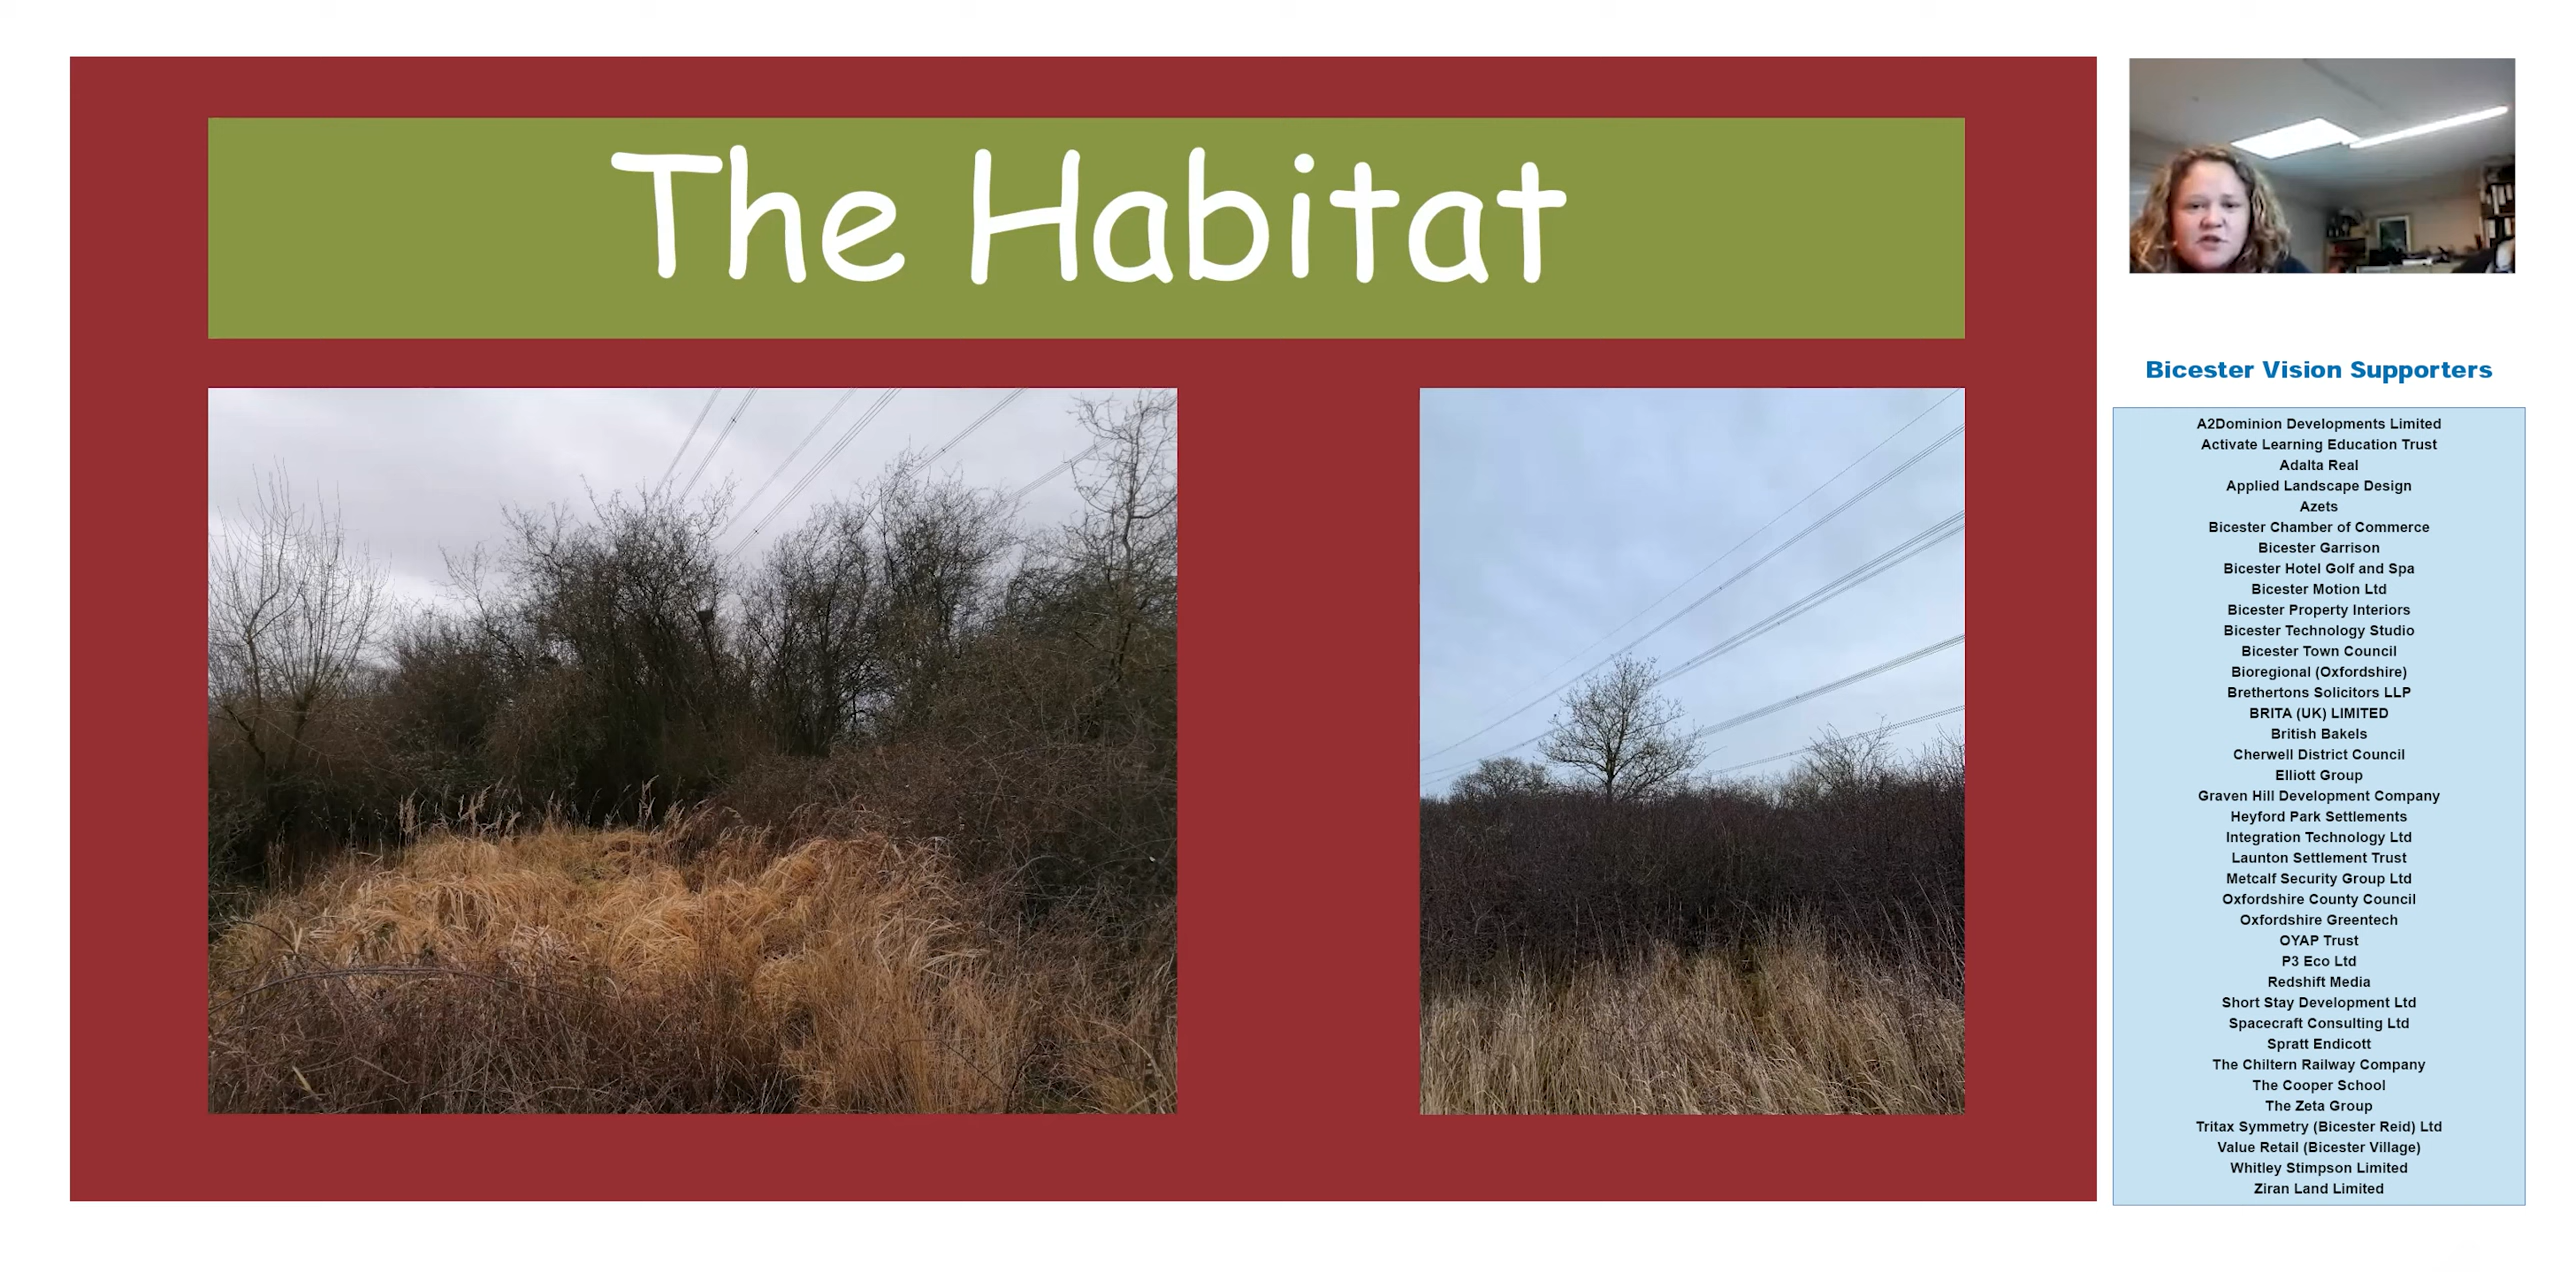 The Habitat
Bicester Vision Supporters
A2Dominion Developments Limited
Activate Learning Education Trust
Adalta Real
Applied Landscape Design
Azets
Bicester Chamber of Commerce
Bicester Garrison
Bicester Hotel Golf and Spa
Bicester Motion Ltd
Bicester Property Interiors
Bicester Technology Studio
Bicester Town Council
Bioregional (Oxfordshire)
Brethertons Solicitors LLP
BRITA (UK) LIMITED
British Bakels
Cherwell District Council
Elliott Group
Graven Hill Development Company
Heyford Park Settlements
Integration Technology Ltd
Launton Settlement Trust
Metcalf Security Group Ltd
Oxfordshire County Council
Oxfordshire Greentech
OYAP Trust
P3 Eco Ltd
Redshift Media
Short Stay Development Ltd
Spacecraft Consulting Ltd
Spratt Endicott
The Chiltern Railway Company
The Cooper School
The Zeta Group
Tritax Symmetry (Bicester Reid) Ltd
Value Retail (Bicester Village)
Whitley Stimpson Limited
Ziran Land Limited